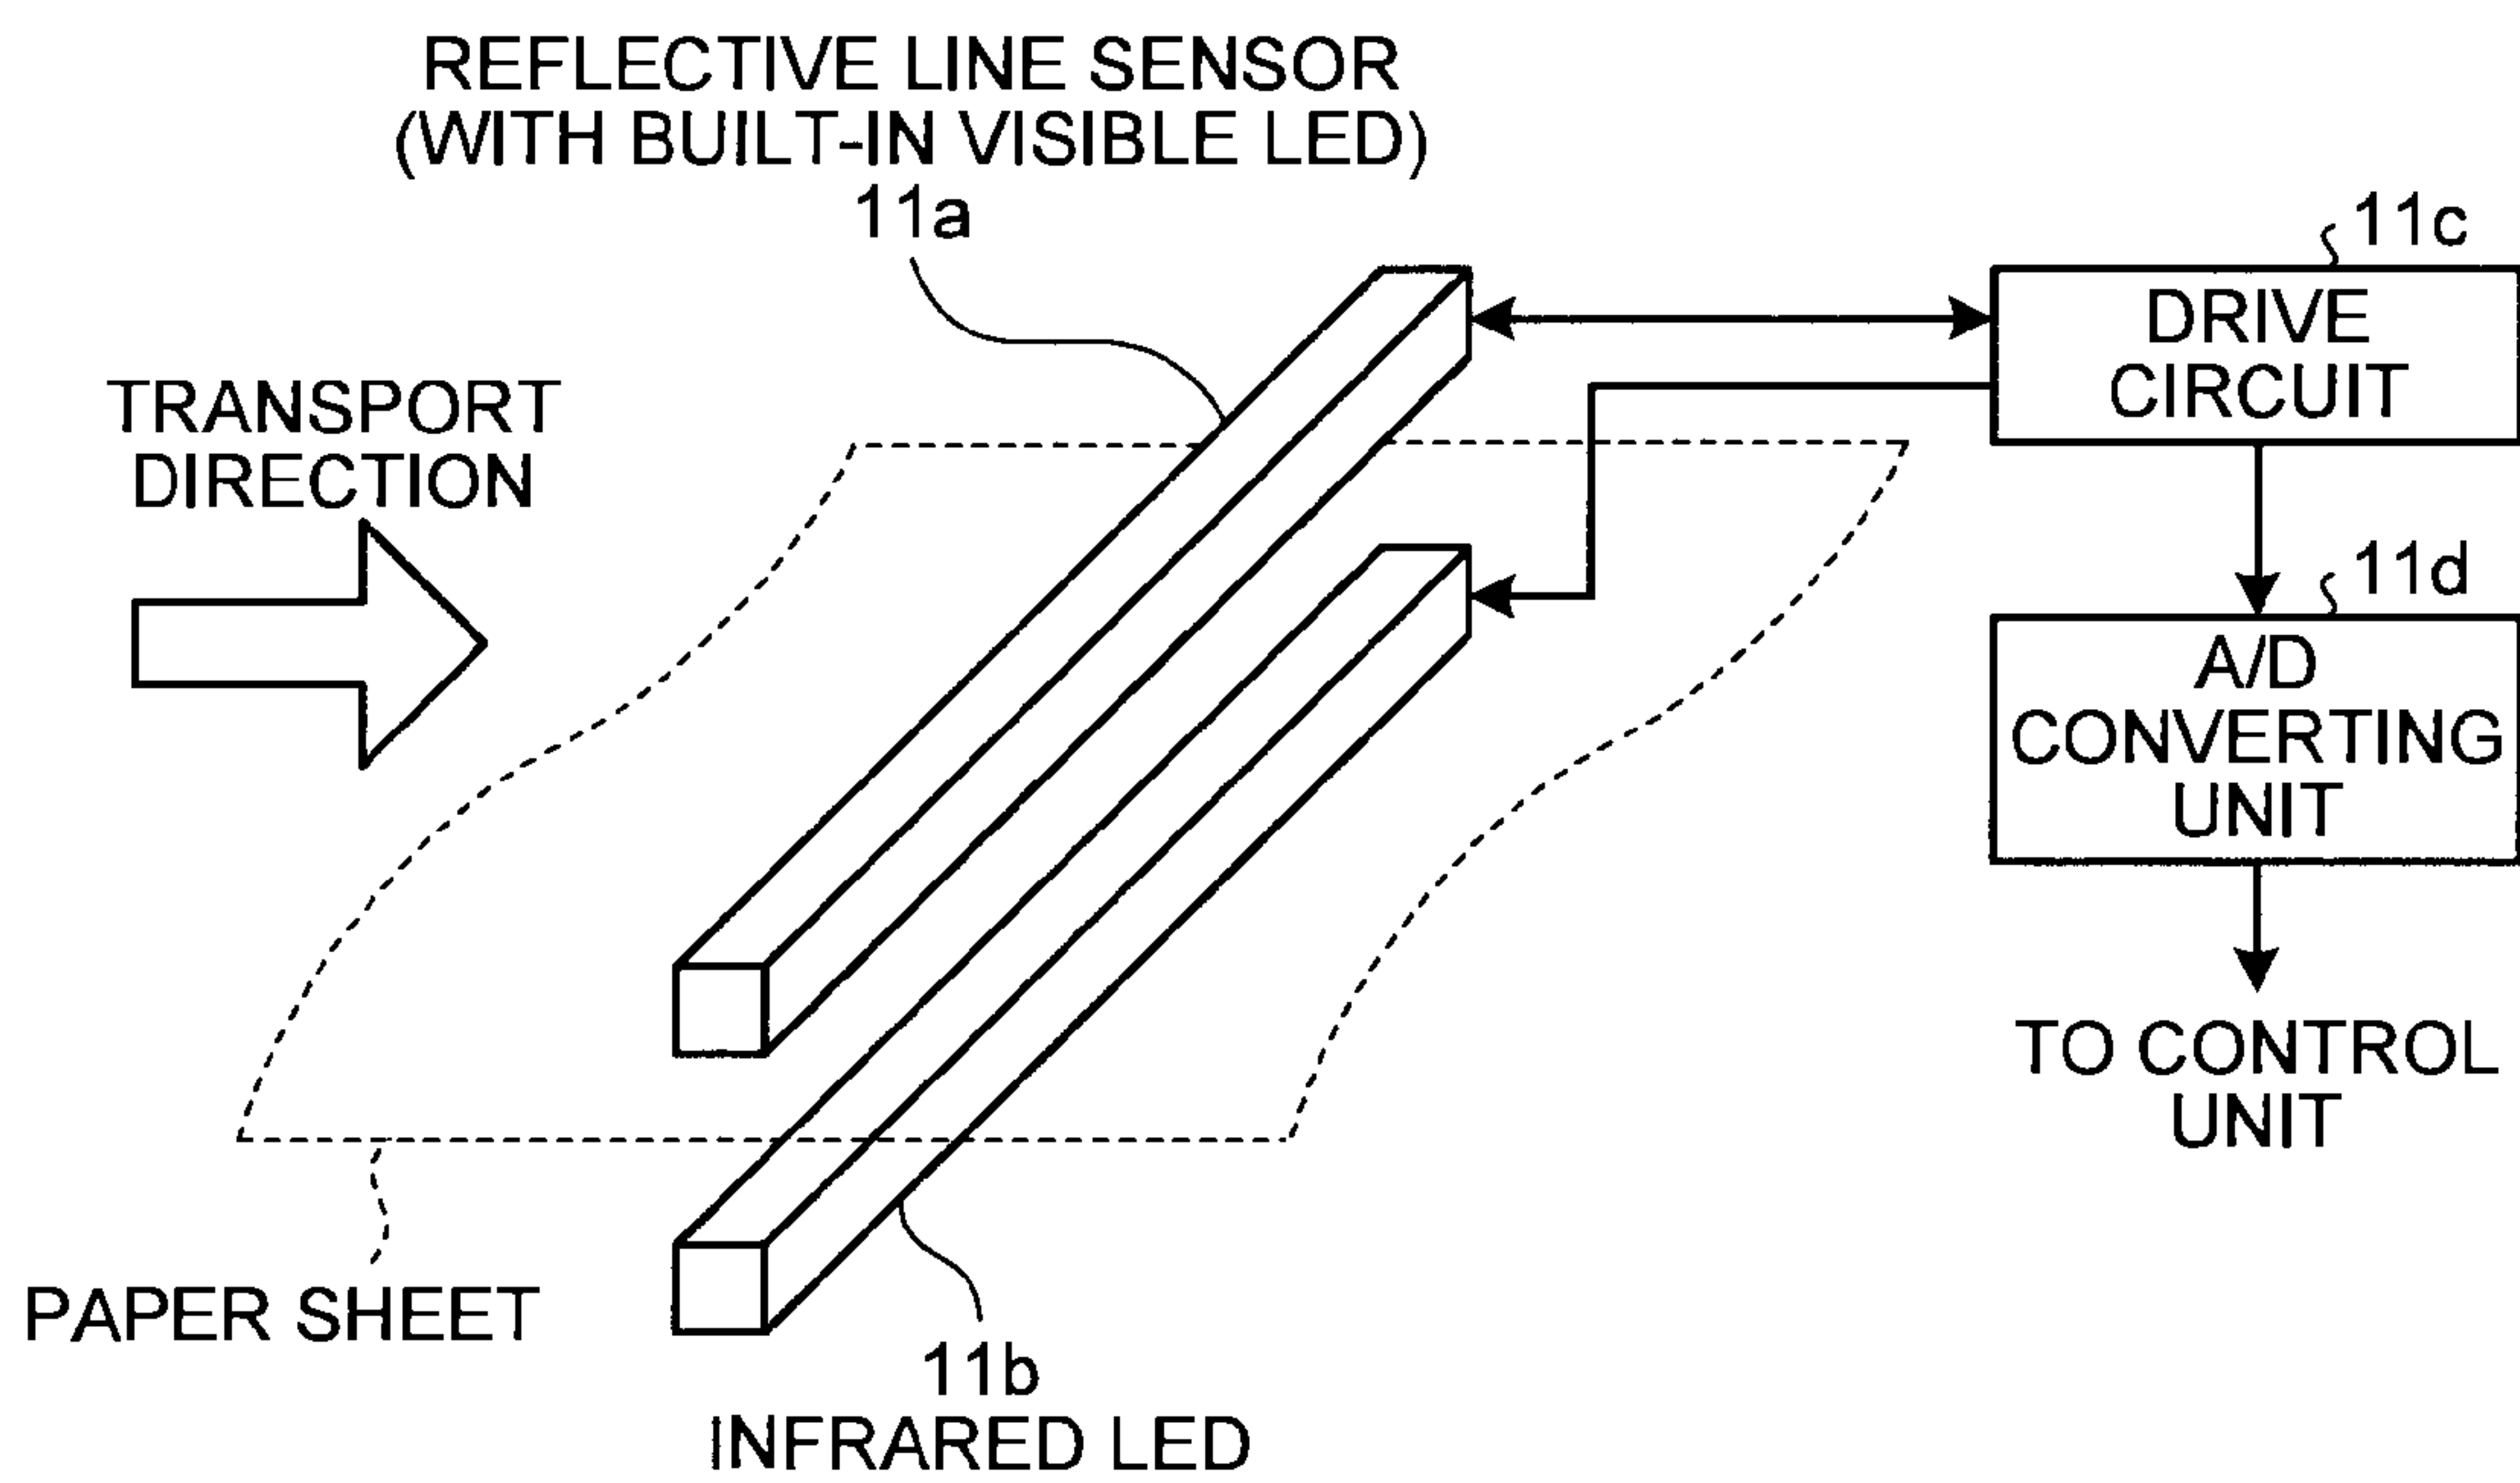 REFLECTIVE LINE SENSOR
(WITH BUILT-IN VISIBLE LED)
11a
11c
DRIVE
CIRCUIT
TRANSPORT
DIRECTION
11d
A/D
CONVERTING
UNIT
TO CONTROL
UNIT
PAPER SHEET
11b
INFRARED LED